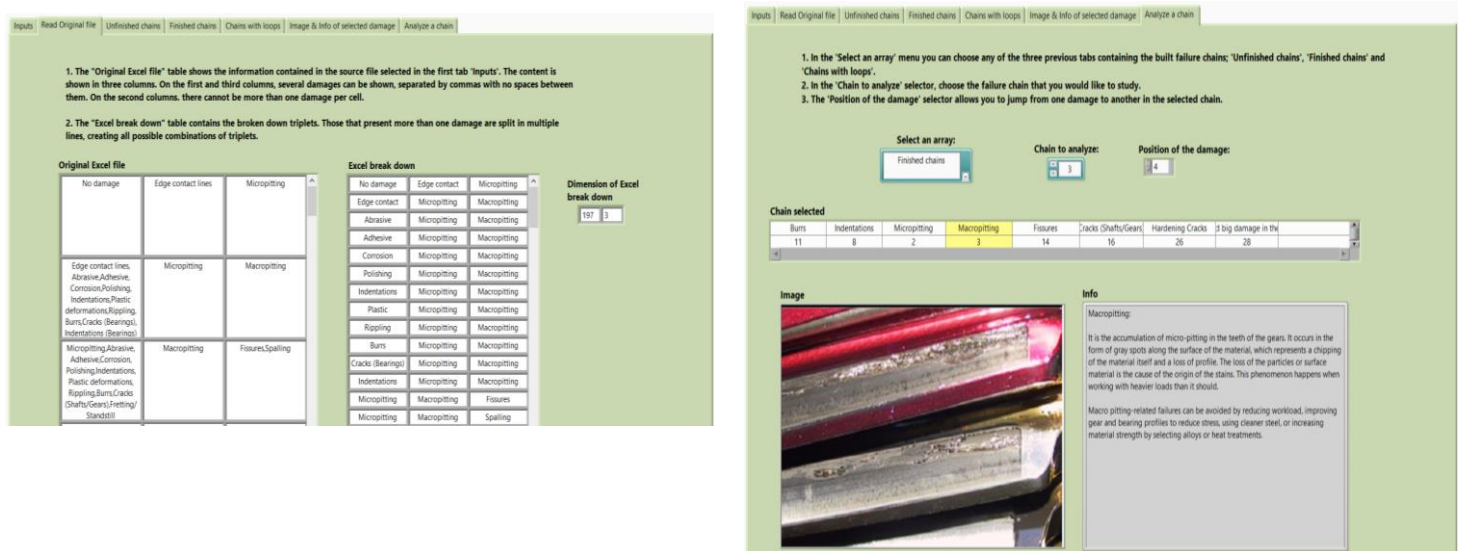 Inputs Read Original file Unfinished chains Finished chains Chains with loops Image & Info of selected damage Analyze a chain
1. The "Original Excel file" table shows the information contained in the source file selected in the first tab 'Inputs'. The content is
shown in three columns. On the first and third columns, several damages can be shown, separated by commas with no spaces between
them. On the second columns. there cannot be more than one damage per cell.
2. The "Excel break down" table contains the broken down triplets. Those that present more than one damage are split in multiple
lines, creating all possible combinations of triplets.
Original Excel file
No damage Edge contact lines Micropitting
Edge contact lines, Micropitting Macropitting
Abrasive,Adhesive,
Corrosion,Polishing,
Indentations,Plastic
deformations,Rippling,
Burrs,Cracks (Bearings),
Indentations (Bearings)
Micropitting,Abrasive, Macropitting Fissures,Spalling
Adhesive,Corrosion,
Polishing,Indentations,
Plastic deformations,
Rippling,Burrs,Cracks
(Shafts/Gears),Fretting/
Standstill
Excel break down
No damage Edge contact Micropitting
Edge contact Micropitting Macropitting
Abrasive Micropitting Macropitting
Adhesive Micropitting Macropitting
Corrosion Micropitting Macropitting
Polishing Micropitting Macropitting
Indentations Micropitting Macropitting
Plastic Micropitting Macropitting
Rippling Micropitting Macropitting
Burrs Micropitting Macropitting
Cracks (Bearings) Micropitting Macropitting
Indentations Micropitting Macropitting
Micropitting Macropitting Fissures
Micropitting Macropitting Spalling
Dimension of Excel
break down
197 3
Inputs Read Original file Unfinished chains Finished chains Chains with loops Image & Info of selected damage Analyze a chain
1. In the 'Select an array' menu you can choose any of the three previous tabs containing the built failure chains; 'Unfinished chains', 'Finished chains' and
'Chains with loops'.
2. In the 'Chain to analyze' selector, choose the failure chain that you would like to study.
3. The 'Position of the damage' selector allows you to jump from one damage to another in the selected chain.
Select an array:
Finished chains
Chain to analyze:
3
Position of the damage:
4
Chain selected
Burrs Indentations Micropitting Macropitting Fissures Cracks (Shafts/Gears Hardening Cracks d big damage in the
11 8 2 3 14 16 26 28
Image
Info
Macropitting:
It is the accumulation of micro-pitting in the teeth of the gears. It occurs in the
form of gray spots along the surface of the material, which represents a chipping
of the material itself and a loss of profile. The loss of the particles or surface
material is the cause of the origin of the stains. This phenomenon happens when
working with heavier loads than it should.
Macro pitting-related failures can be avoided by reducing workload, improving
gear and bearing profiles to reduce stress, using cleaner steel, or increasing
material strength by selecting alloys or heat treatments.